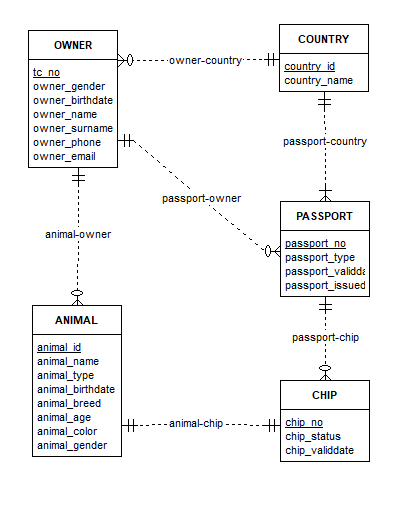 OWNER
tc_no
owner_gender
owner_birthdate
owner_name
owner_surname
owner_phone
owner_email
owner-country
COUNTRY
country_id
country_name
passport-country
passport-owner
animal-owner
PASSPORT
passport_no
passport_type
passport_validda
passport_issued
passport-chip
ANIMAL
animal_id
animal_name
animal_type
animal_birthdate
animal_breed
animal_age
animal_color
animal_gender
animal-chip
CHIP
chip_no
chip_status
chip_validdate